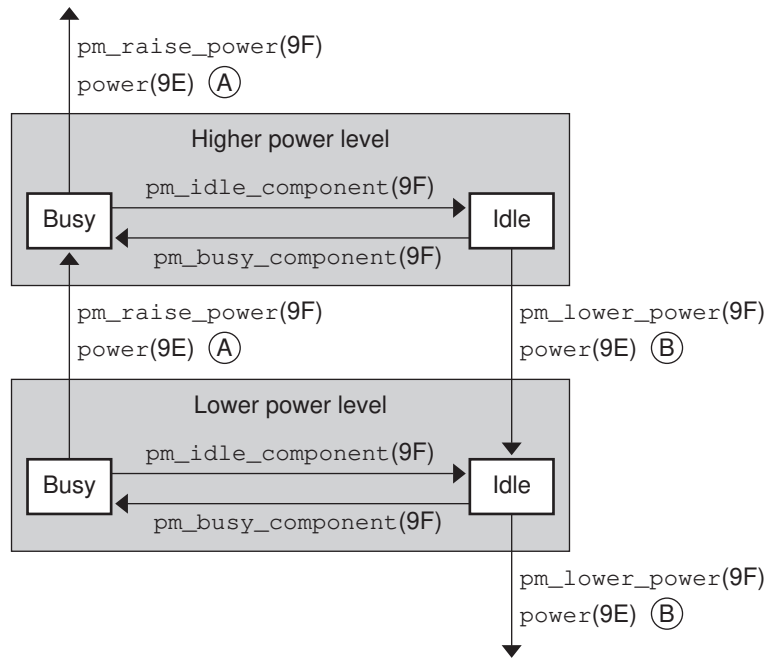 pm_raise_power(9F)
power(9E) A
Higher power level
pm_idle_component(9F)
Busy
Idle
pm_busy_component(9F)
pm_raise_power(9F)
power(9E) A
pm_lower_power(9F)
power(9E) B
Lower power level
pm_idle_component(9F)
Busy
Idle
pm_busy_component(9F)
pm_lower_power(9F)
power(9E) B